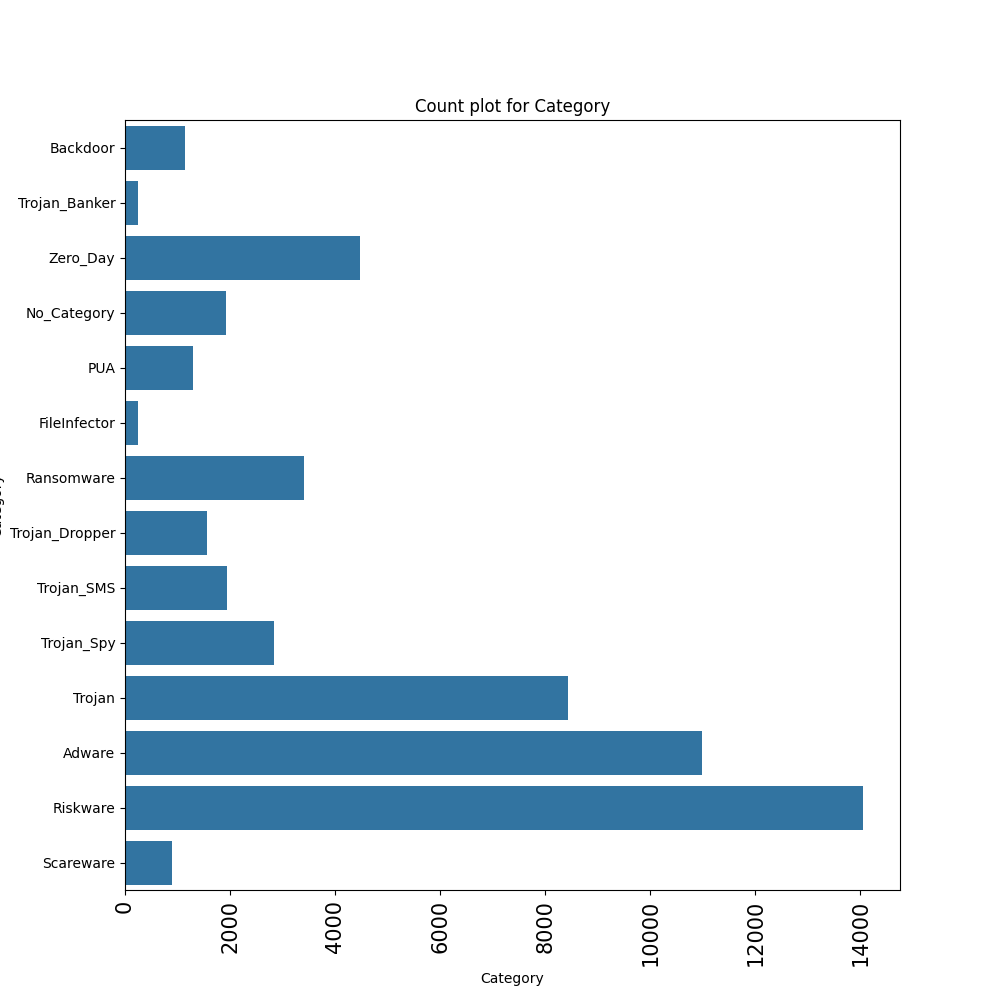 Count plot for Category
Backdoor
Trojan_Banker
Zero_Day
No_Category
PUA
FileInfector
Ransomware
Trojan_Dropper
Trojan_SMS
Trojan_Spy
Trojan
Adware
Riskware
Scareware
0
2000
4000
6000
8000
10000
12000
14000
Category